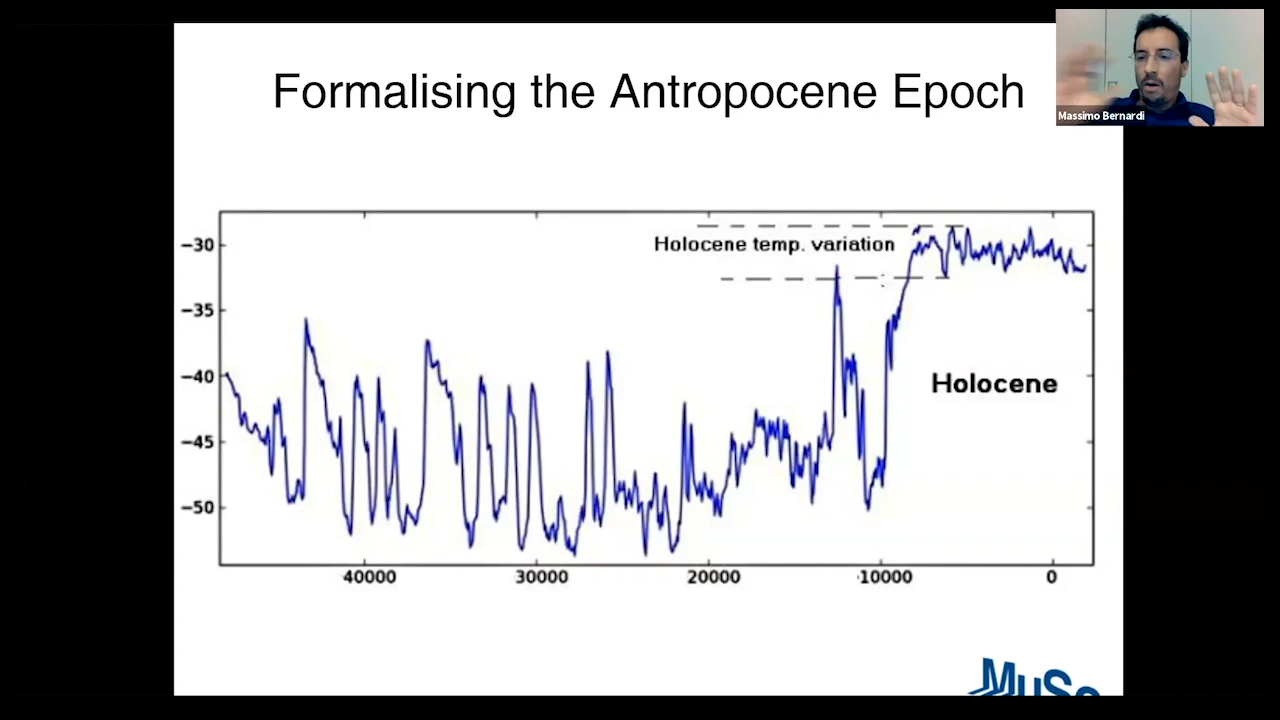 Formalising the Antropocene Epoch
Massimo Bernardi
Holocene temp. variation
Holocene
−30
−35
−40
−45
−50
40000 30000 20000 10000 0
MuSe